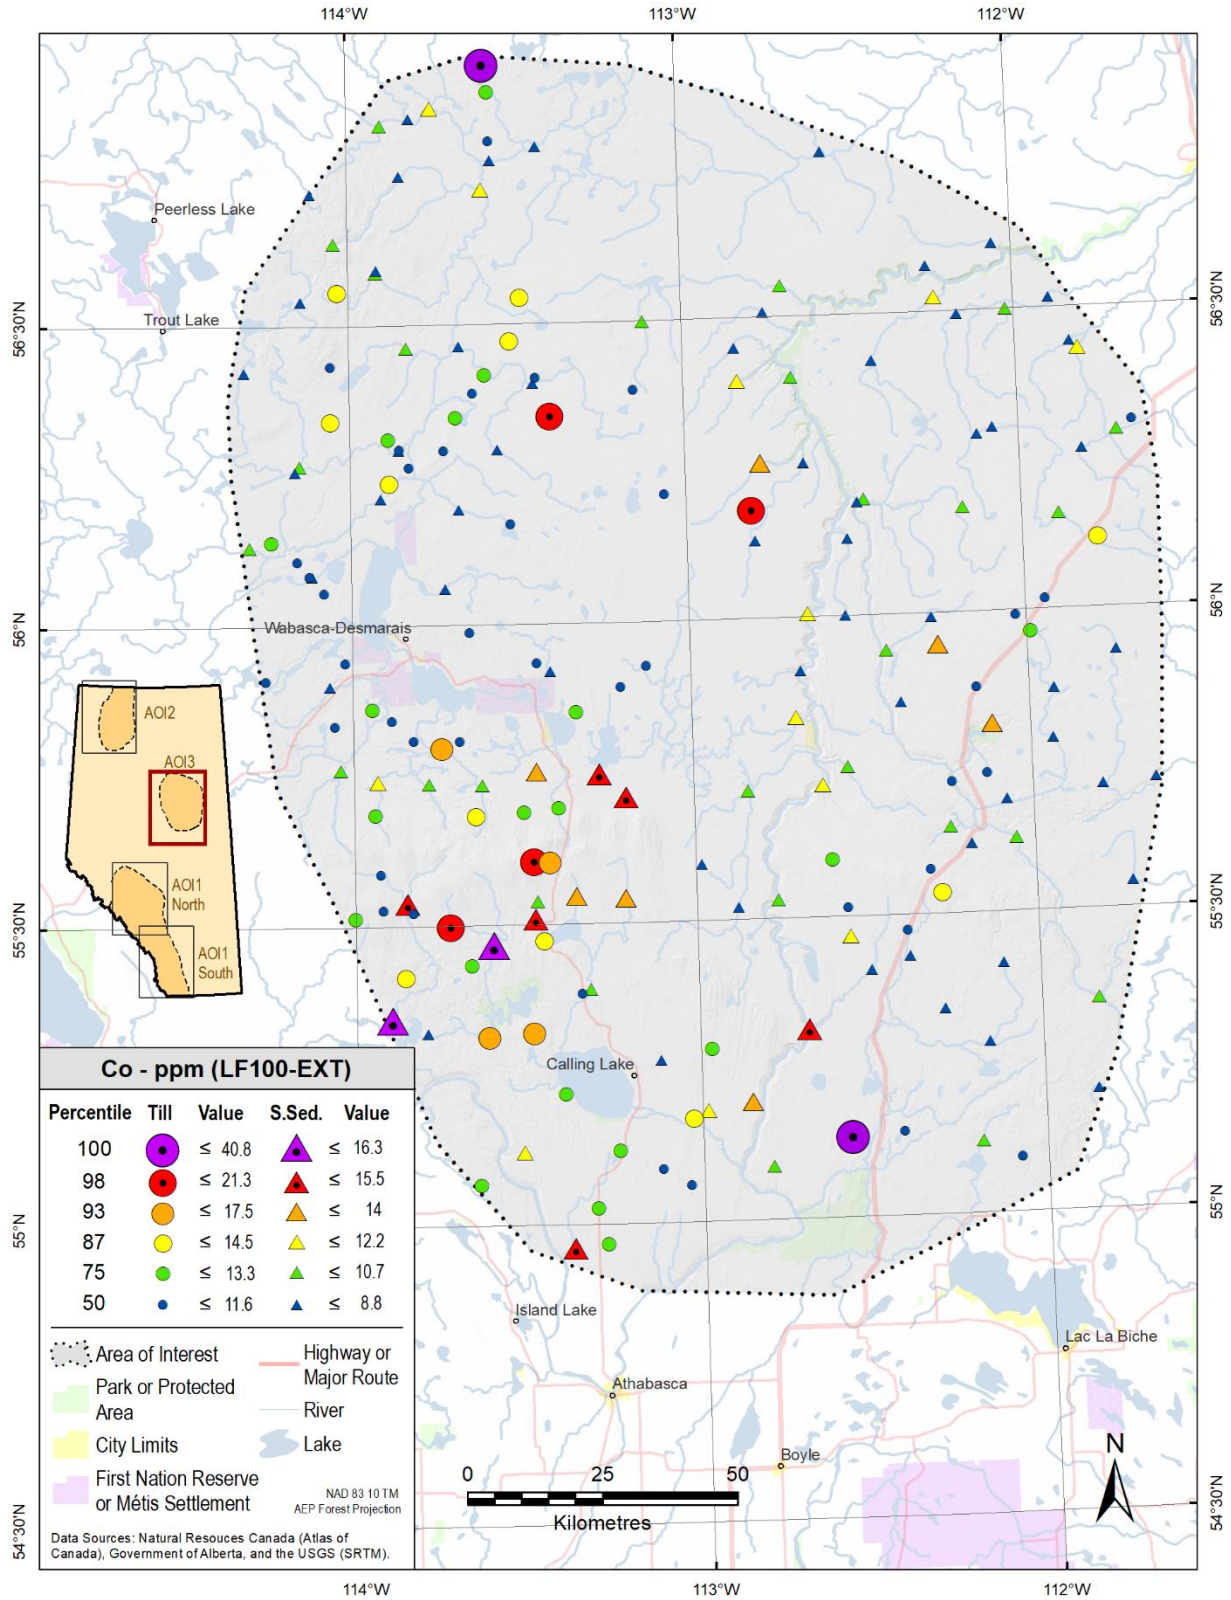 114°W 113°W 112°W
Peerless Lake
Trout Lake
56°30'N
56°30'N
56°N
56°N
Wabasca-Desmarais
AOI2
AOI3
AOI1
North
AOI1
South
55°30'N
55°30'N
Calling Lake
Co - ppm (LF100-EXT)
Percentile Till Value S.Sed. Value
100 ≤ 40.8 ≤ 16.3
98 ≤ 21.3 ≤ 15.5
93 ≤ 17.5 ≤ 14
87 ≤ 14.5 ≤ 12.2
75 ≤ 13.3 ≤ 10.7
50 ≤ 11.6 ≤ 8.8
55°N
55°N
Island Lake
Lac La Biche
Athabasca
Boyle
Area of Interest
Highway or
Major Route
Park or Protected
Area
River
City Limits
Lake
First Nation Reserve
or Métis Settlement
NAD 83 10 TM
AEP Forest Projection
Data Sources: Natural Resouces Canada (Atlas of
Canada), Government of Alberta, and the USGS (SRTM).
0 25 50
Kilometres
N
54°30'N
54°30'N
114°W 113°W 112°W